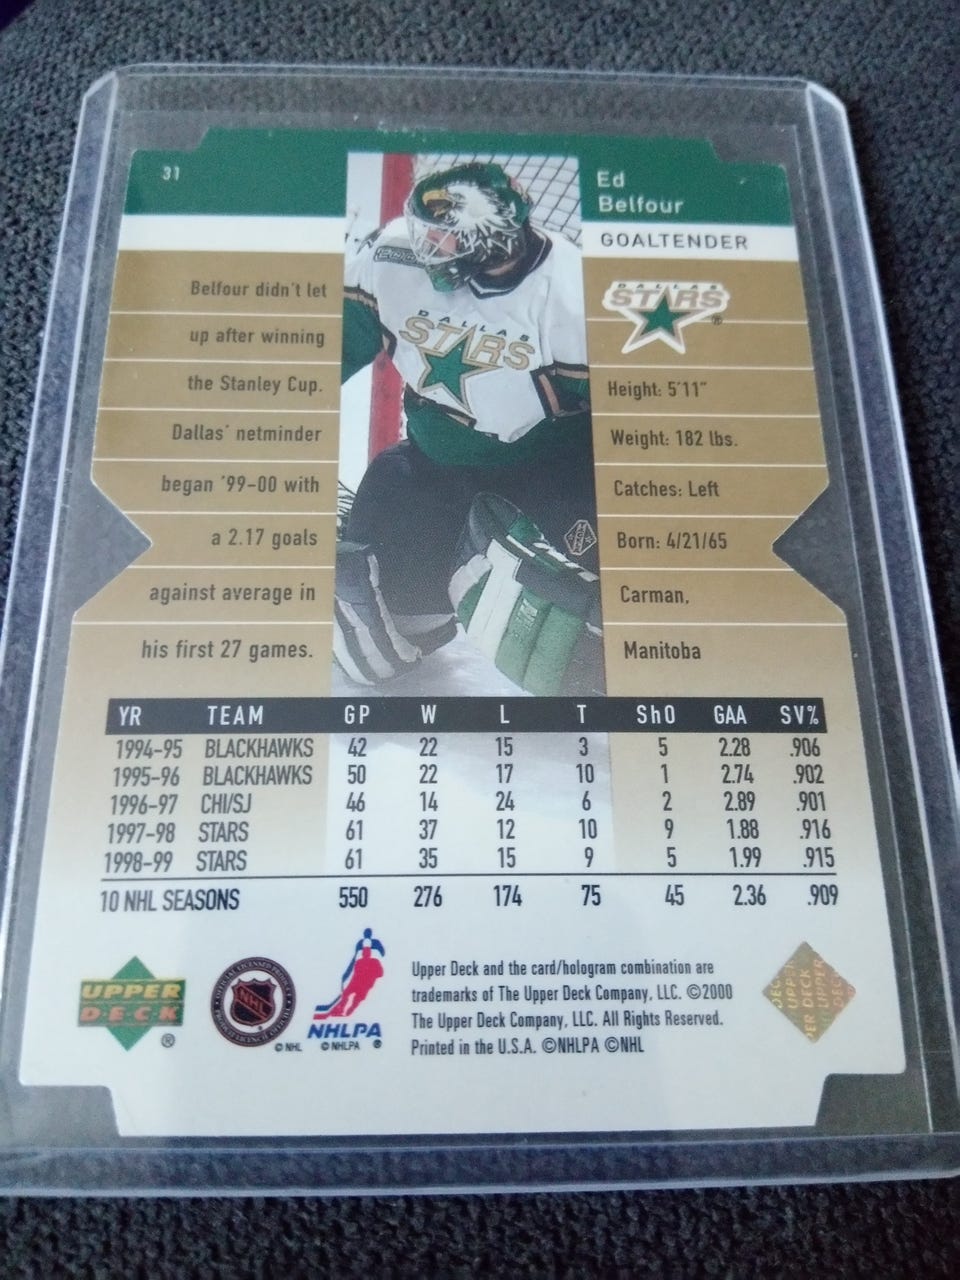 31
Ed
Belfour
GOALTENDER
Belfour didn't let
up after winning
the Stanley Cup.
Dallas' netminder
began '99-00 with
a 2.17 goals
against average in
his first 27 games.
DALLAS
STARS
DALLAS
STARS®
Height: 5'11"
Weight: 182 lbs.
Catches: Left
Born: 4/21/65
Carman,
Manitoba
YR TEAM GP W L T ShO GAA SV%
1994-95 BLACKHAWKS 42 22 15 3 5 2.28 .906
1995-96 BLACKHAWKS 50 22 17 10 1 2.74 .902
1996-97 CHI/SJ 46 14 24 6 2 2.89 .901
1997-98 STARS 61 37 12 10 9 1.88 .916
1998-99 STARS 61 35 15 9 5 1.99 .915
10 NHL SEASONS 550 276 174 75 45 2.36 .909
UPPER
DECK®
NHL
© NHL
NHLPA
© NHLPA ®
Upper Deck and the card/hologram combination are
trademarks of The Upper Deck Company, LLC. ©2000
The Upper Deck Company, LLC. All Rights Reserved.
Printed in the U.S.A. ©NHLPA ©NHL
UPPER
DECK
UPPER